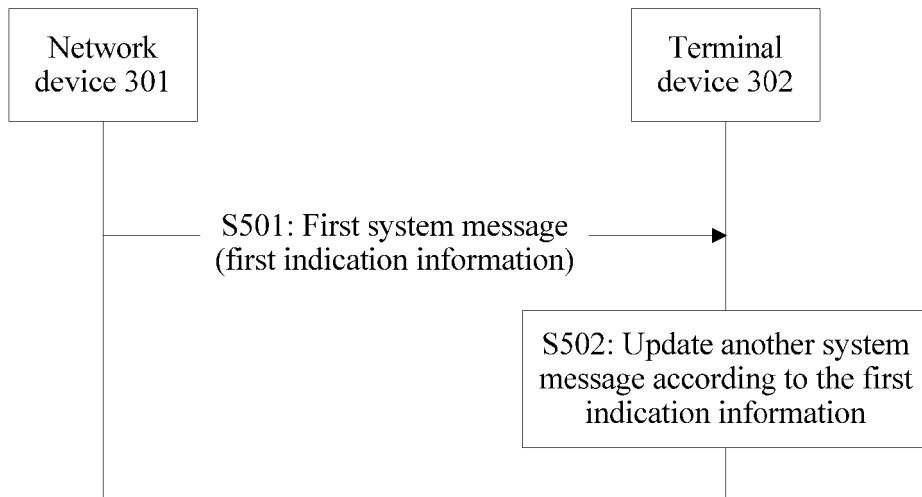 Network
device 301
Terminal
device 302
S501: First system message
(first indication information)
S502: Update another system
message according to the first
indication information